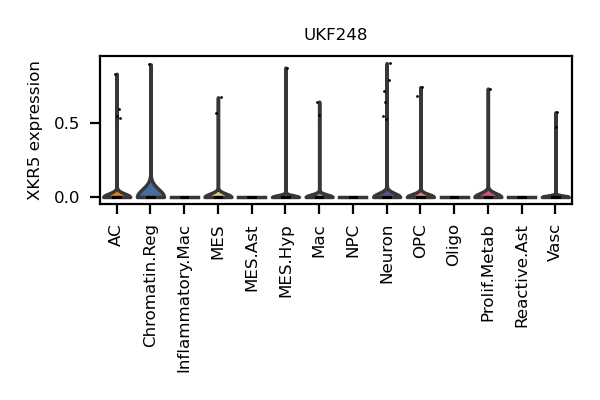 UKF248
XKR5 expression
0.5
0.0
AC
Chromatin.Reg
Inflammatory.Mac
MES
MES.Ast
MES.Hyp
Mac
NPC
Neuron
OPC
Oligo
Prolif.Metab
Reactive.Ast
Vasc